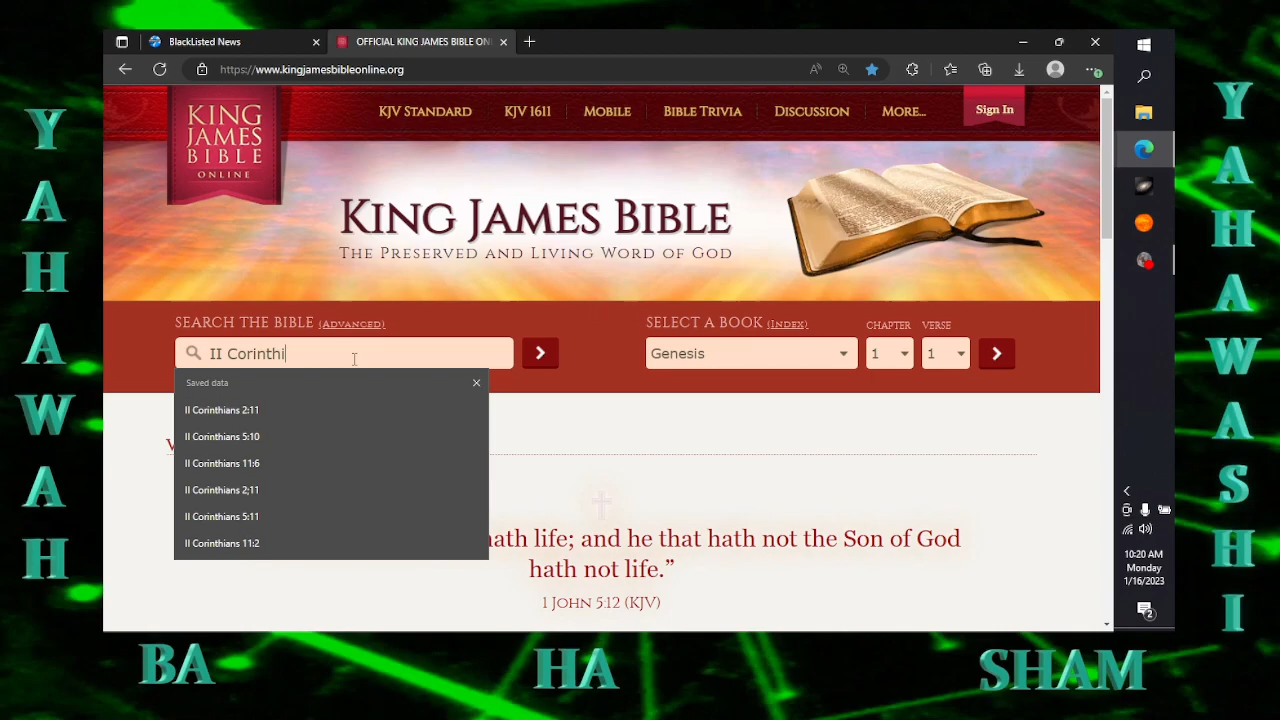 BlackListed News
OFFICIAL KING JAMES BIBLE ON
https://www.kingjamesbibleonline.org
KING
JAMES
BIBLE
ONLINE
KJV STANDARD
KJV 1611
MOBILE
BIBLE TRIVIA
DISCUSSION
MORE...
Sign In
KING JAMES BIBLE
THE PRESERVED AND LIVING WORD OF GOD
SEARCH THE BIBLE (ADVANCED)
SELECT A BOOK (INDEX)
CHAPTER
VERSE
II Corinthi
Genesis
1
1
Saved data
II Corinthians 2:11
II Corinthians 5:10
II Corinthians 11:6
II Corinthians 2;11
II Corinthians 5:11
II Corinthians 11:2
hath life; and he that hath not the Son of God
hath not life.”
1 JOHN 5:12 (KJV)
10:20 AM
Monday
1/16/2023
2
YAHAWAH
YAHAWASHI
BA
HA
SHAM